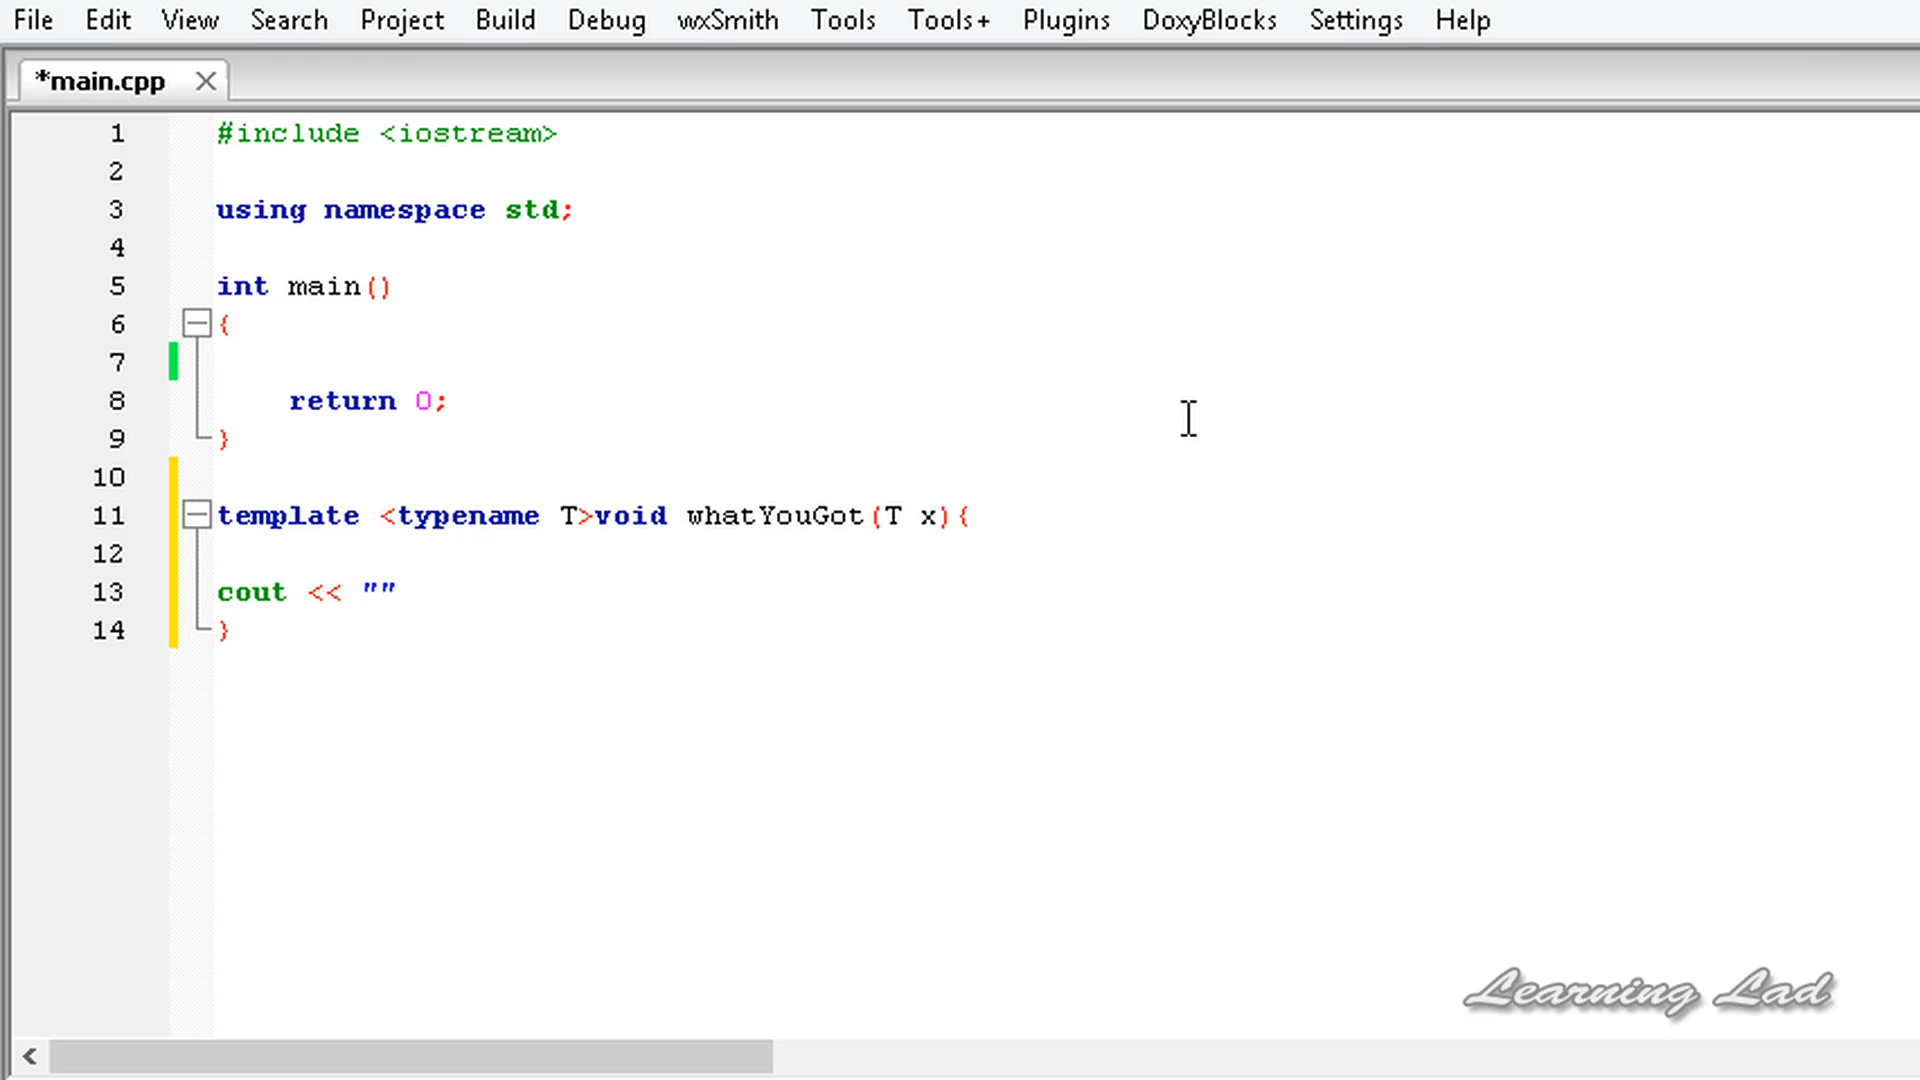 File Edit View Search Project Build Debug wxSmith Tools Tools+ Plugins DoxyBlocks Settings Help
*main.cpp
1 #include <iostream>
2
3 using namespace std;
4
5 int main()
6 {
7
8 return 0;
9 }
10
11 template <typename T>void whatYouGot(T x){
12
13 cout << ""
14 }
Learning Lad